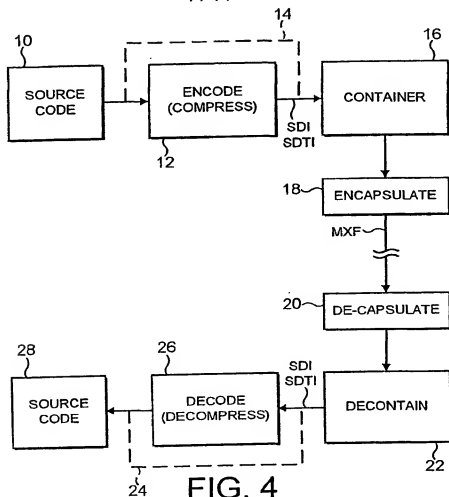 14
10
16
SOURCE
CODE
ENCODE
(COMPRESS)
CONTAINER
SDI
SDTI
12
18
ENCAPSULATE
MXF
20
DE-CAPSULATE
28
26
SDI
SDTI
SOURCE
CODE
DECODE
(DECOMPRESS)
DECONTAIN
24
22
FIG. 4